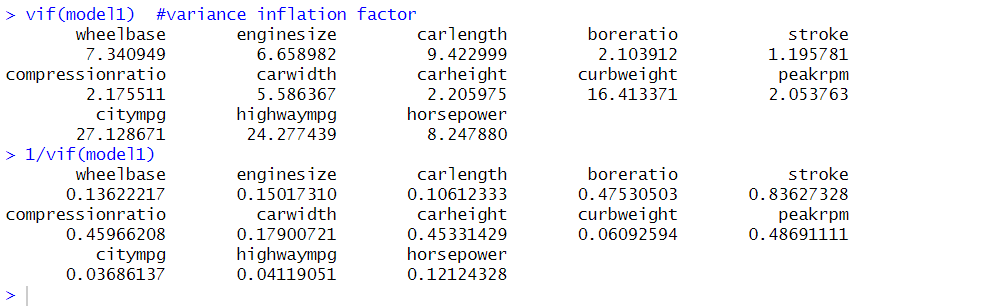 > vif(model1)  #variance inflation factor
       wheelbase       enginesize        carlength        boreratio           stroke
        7.340949         6.658982         9.422999         2.103912         1.195781
compressionratio         carwidth        carheight       curbweight          peakrpm
        2.175511         5.586367         2.205975        16.413371         2.053763
         citympg       highwaympg       horsepower
       27.128671        24.277439         8.247880
> 1/vif(model1)
       wheelbase       enginesize        carlength        boreratio           stroke
      0.13622217       0.15017310       0.10612333       0.47530503       0.83627328
compressionratio         carwidth        carheight       curbweight          peakrpm
      0.45966208       0.17900721       0.45331429       0.06092594       0.48691111
         citympg       highwaympg       horsepower
      0.03686137       0.04119051       0.12124328
>